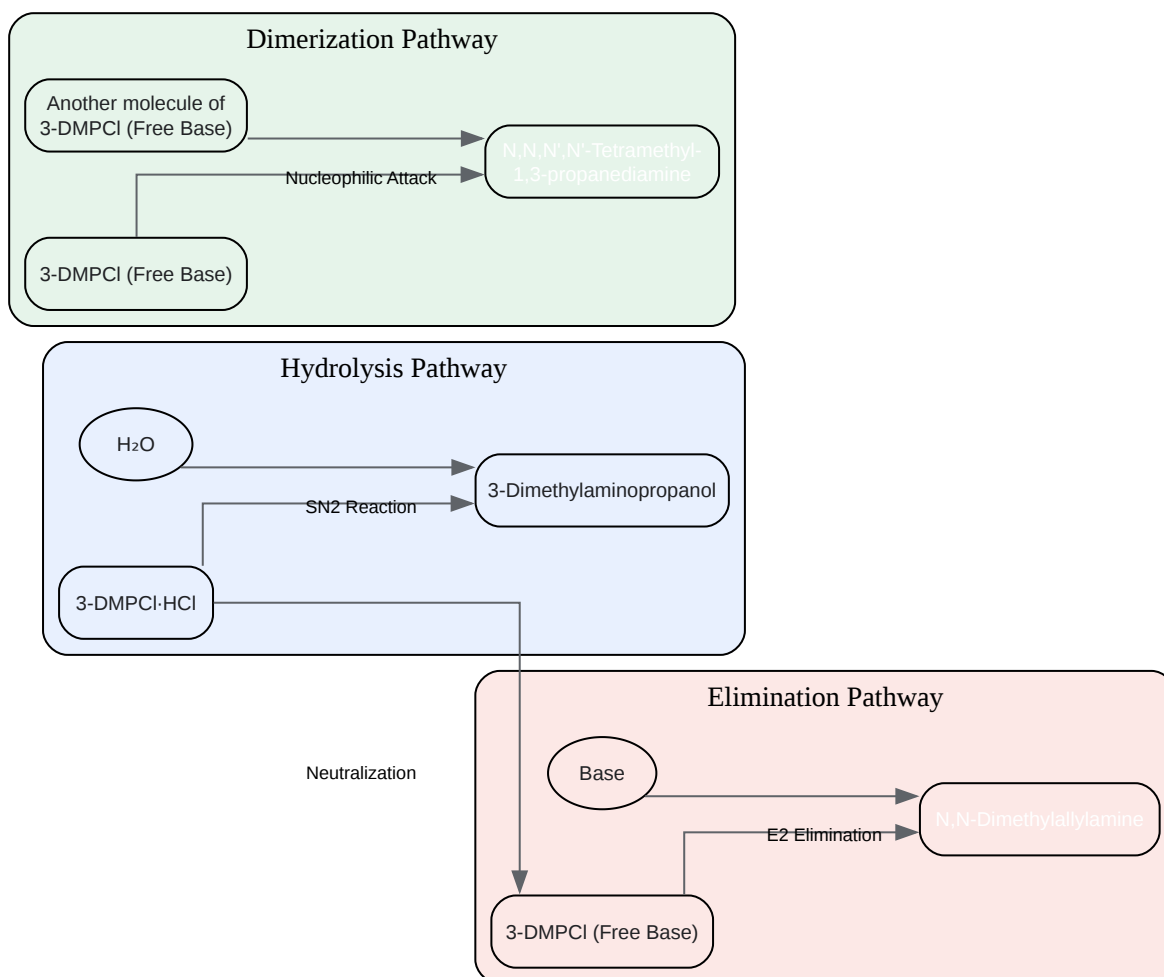 Dimerization Pathway
Another molecule of
3-DMPCl (Free Base)
N,N,N',N'-Tetramethyl-
1,3-propanediamine
Nucleophilic Attack
3-DMPCl (Free Base)
Hydrolysis Pathway
H₂O
3-Dimethylaminopropanol
SN2 Reaction
3-DMPCl·HCl
Elimination Pathway
Neutralization
Base
N,N-Dimethylallylamine
E2 Elimination
3-DMPCl (Free Base)